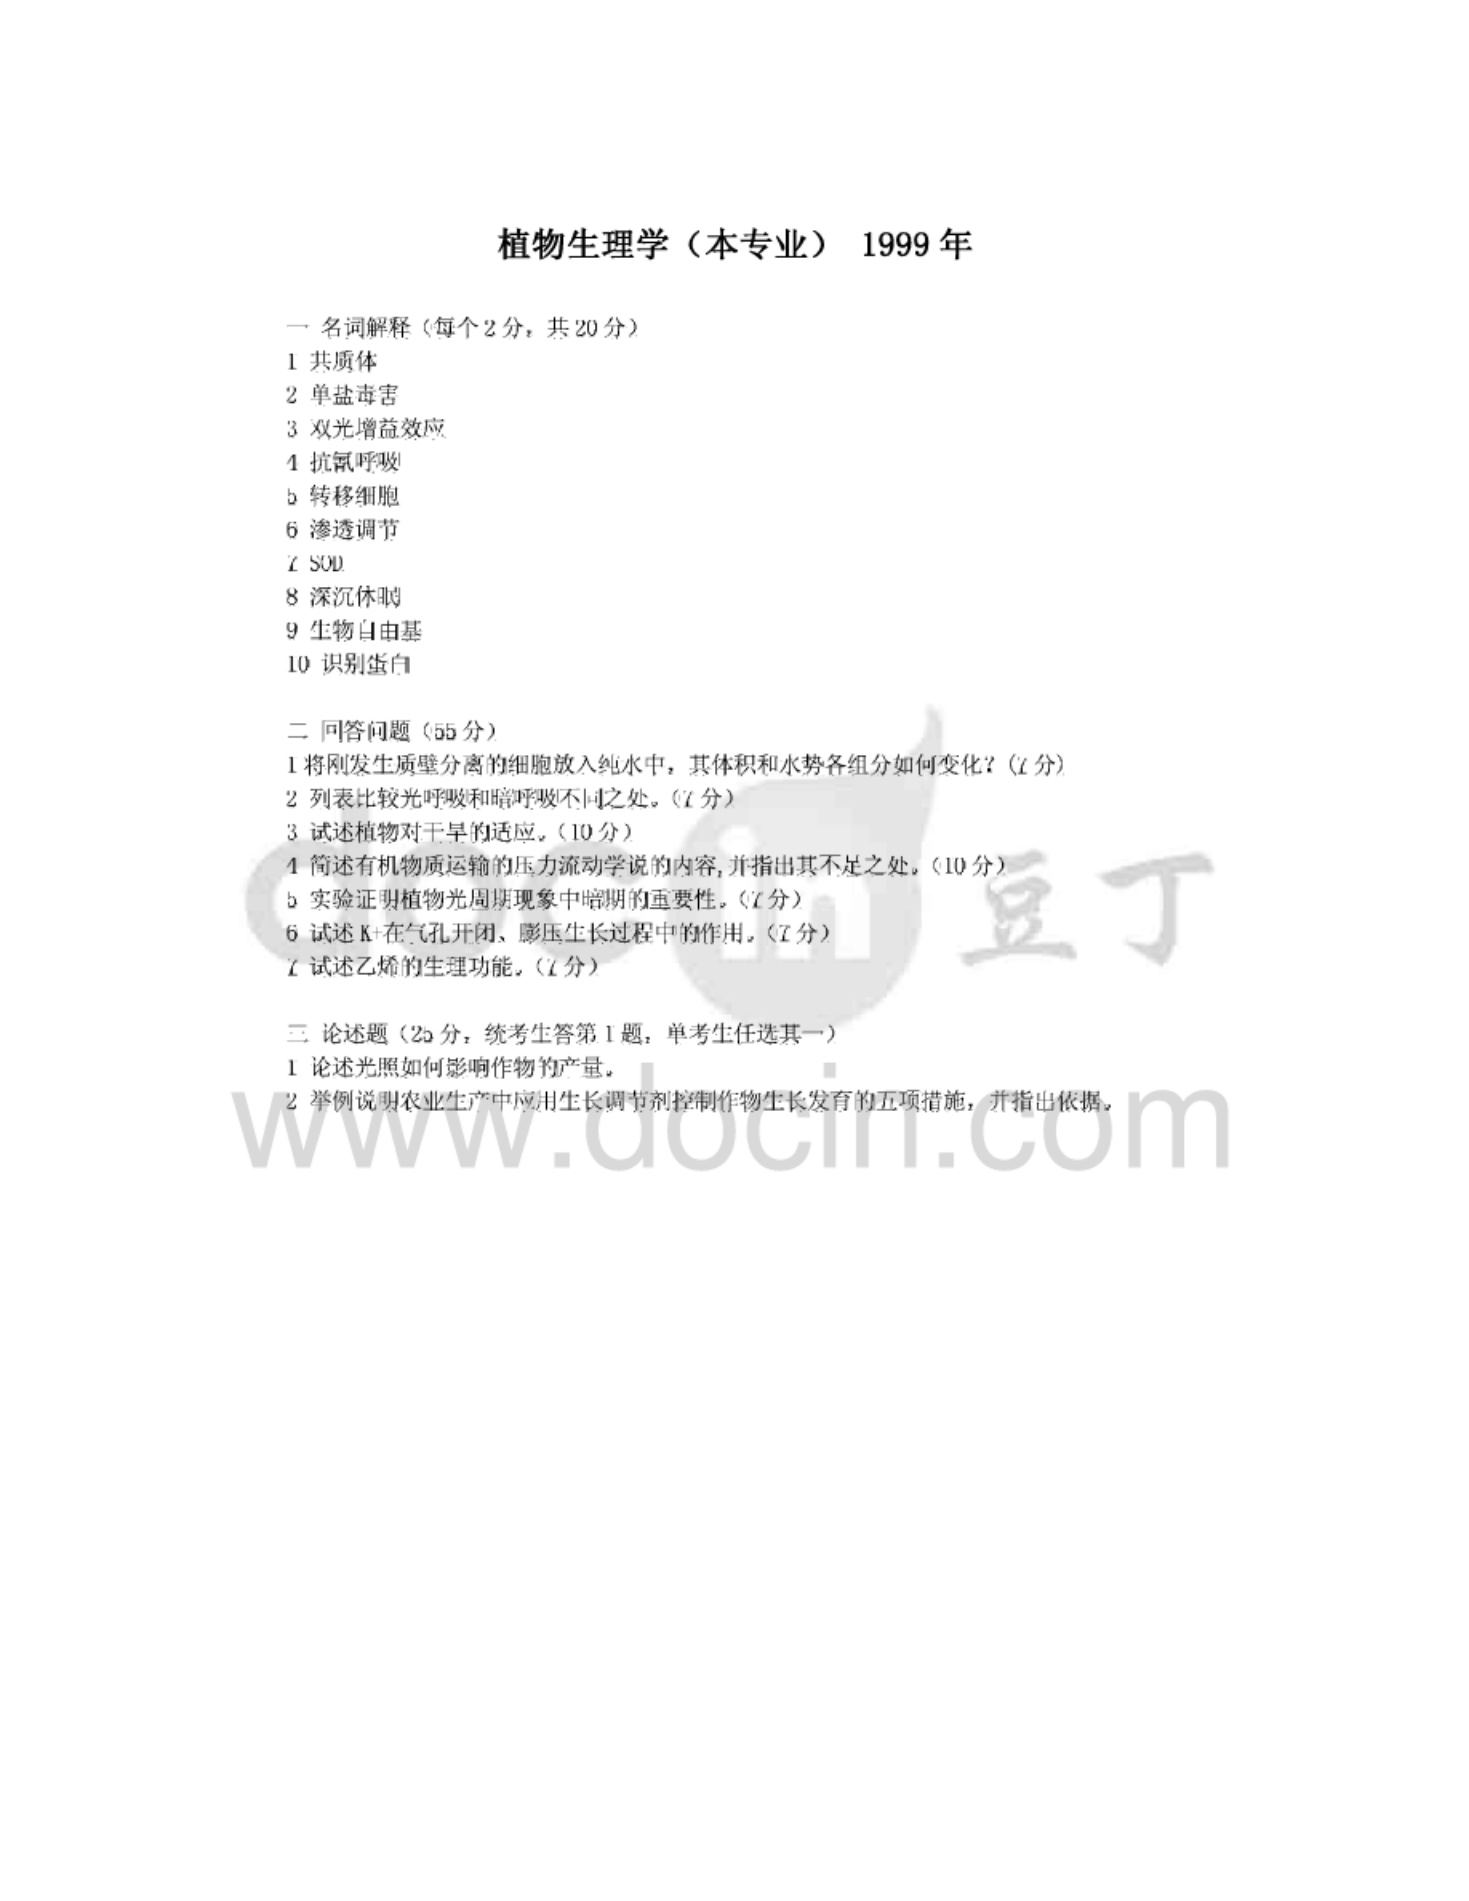 植物生理学（本专业） 1999 年
一 名词解释（每个2分，共20分）
1 共质体
2 单盐毒害
3 双光增益效应
4 抗氰呼吸
5 转移细胞
6 渗透调节
7 SOD
8 深沉休眠
9 生物自由基
10 识别蛋白
二 回答问题（55分）
1将刚发生质壁分离的细胞放入纯水中，其体积和水势各组分如何变化？(7分)
2 列表比较光呼吸和暗呼吸不同之处。（7分）
3 试述植物对干旱的适应。（10分）
4 简述有机物质运输的压力流动学说的内容,并指出其不足之处。（10分）
5 实验证明植物光周期现象中暗期的重要性。（7分）
6 试述K+在气孔开闭、膨压生长过程中的作用。（7分）
7 试述乙烯的生理功能。（7分）
三 论述题（25分，统考生答第1题，单考生任选其一）
1 论述光照如何影响作物的产量。
2 举例说明农业生产中应用生长调节剂控制作物生长发育的五项措施，并指出依据。
docin 豆丁
www.docin.com